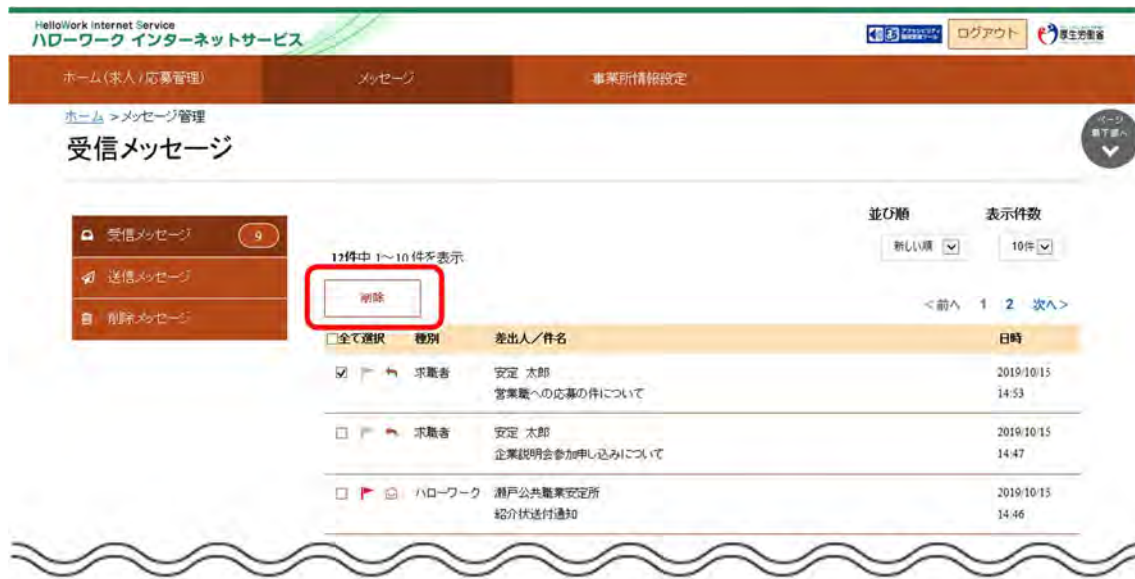 HelloWork Internet Service
ハローワーク インターネットサービス
ログアウト
厚生労働省
ホーム(求人/応募管理)
メッセージ
事業所情報設定
ホーム >メッセージ管理
受信メッセージ
並び順
表示件数
受信メッセージ 9
新しい順
10件
12件中 1～10 件を表示
送信メッセージ
削除
<前へ 1 2 次へ>
削除メッセージ
全て選択 種別 差出人／件名 日時
求職者 安定 太郎 2019/10/15
営業職への応募の件について 14:53
求職者 安定 太郎 2019/10/15
企業説明会参加申し込みについて 14:47
ハローワーク 瀬戸公共職業安定所 2019/10/15
紹介状送付通知 14:46